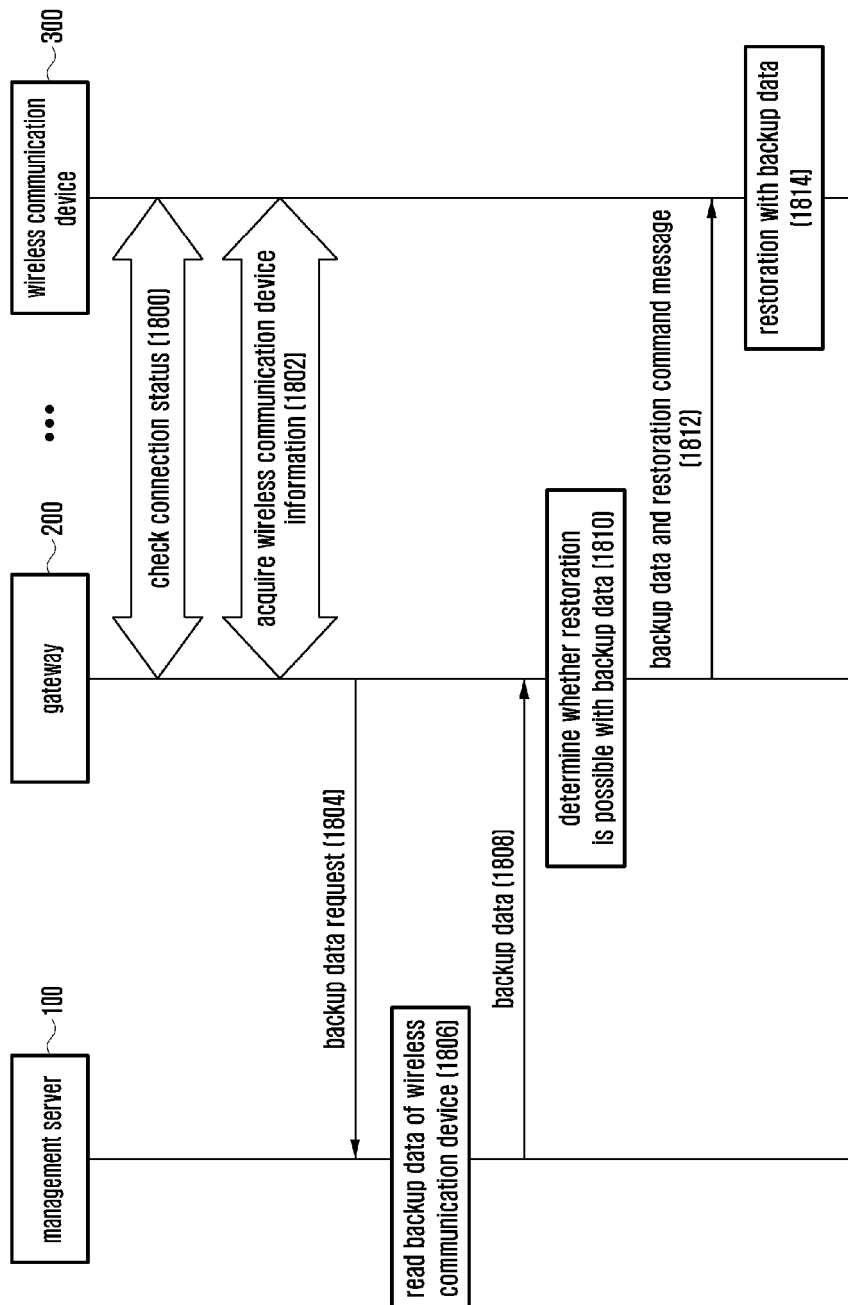 management server
100
gateway
200
•••
wireless communication
device
300
check connection status (1800)
acquire wireless communication device
information (1802)
backup data request (1804)
read backup data of wireless
communication device (1806)
backup data (1808)
determine whether restoration
is possible with backup data (1810)
backup data and restoration command message
(1812)
restoration with backup data
(1814)